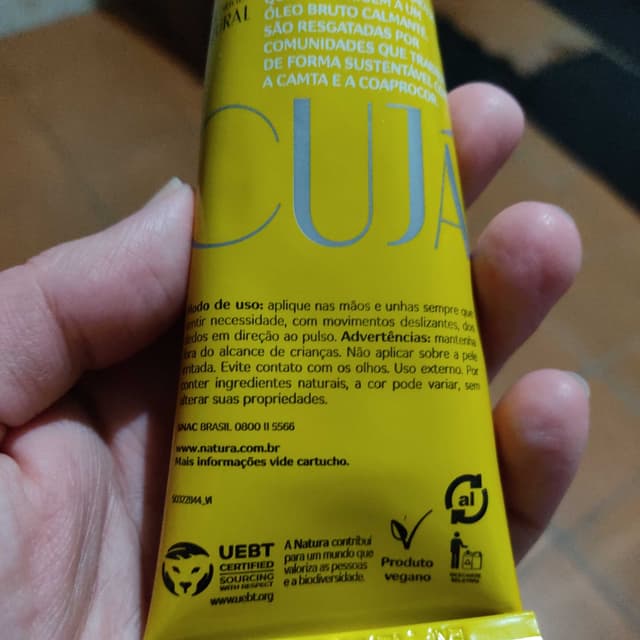 URAL
ÓLEO BRUTO CALMANTE
SÃO RESGATADAS POR
COMUNIDADES QUE
DE FORMA SUSTENTÁVEL
A CAMTA E A COAPROCOR.
CUJÁ
Modo de uso: aplique nas mãos e unhas sempre que
sentir necessidade, com movimentos deslizantes, dos
dedos em direção ao pulso. Advertências: mantenha
fora do alcance de crianças. Não aplicar sobre a pele
irritada. Evite contato com os olhos. Uso externo. Por
conter ingredientes naturais, a cor pode variar, sem
alterar suas propriedades.
SNAC BRASIL 0800 11 5566
www.natura.com.br
Mais informações vide cartucho.
50322844_VI
al
UEBT
CERTIFIED
SOURCING
WITH RESPECT
www.uebt.org
A Natura contribui
para um mundo que
valoriza as pessoas
e a biodiversidade.
Produto
vegano
DESCARTE
SELETIVO